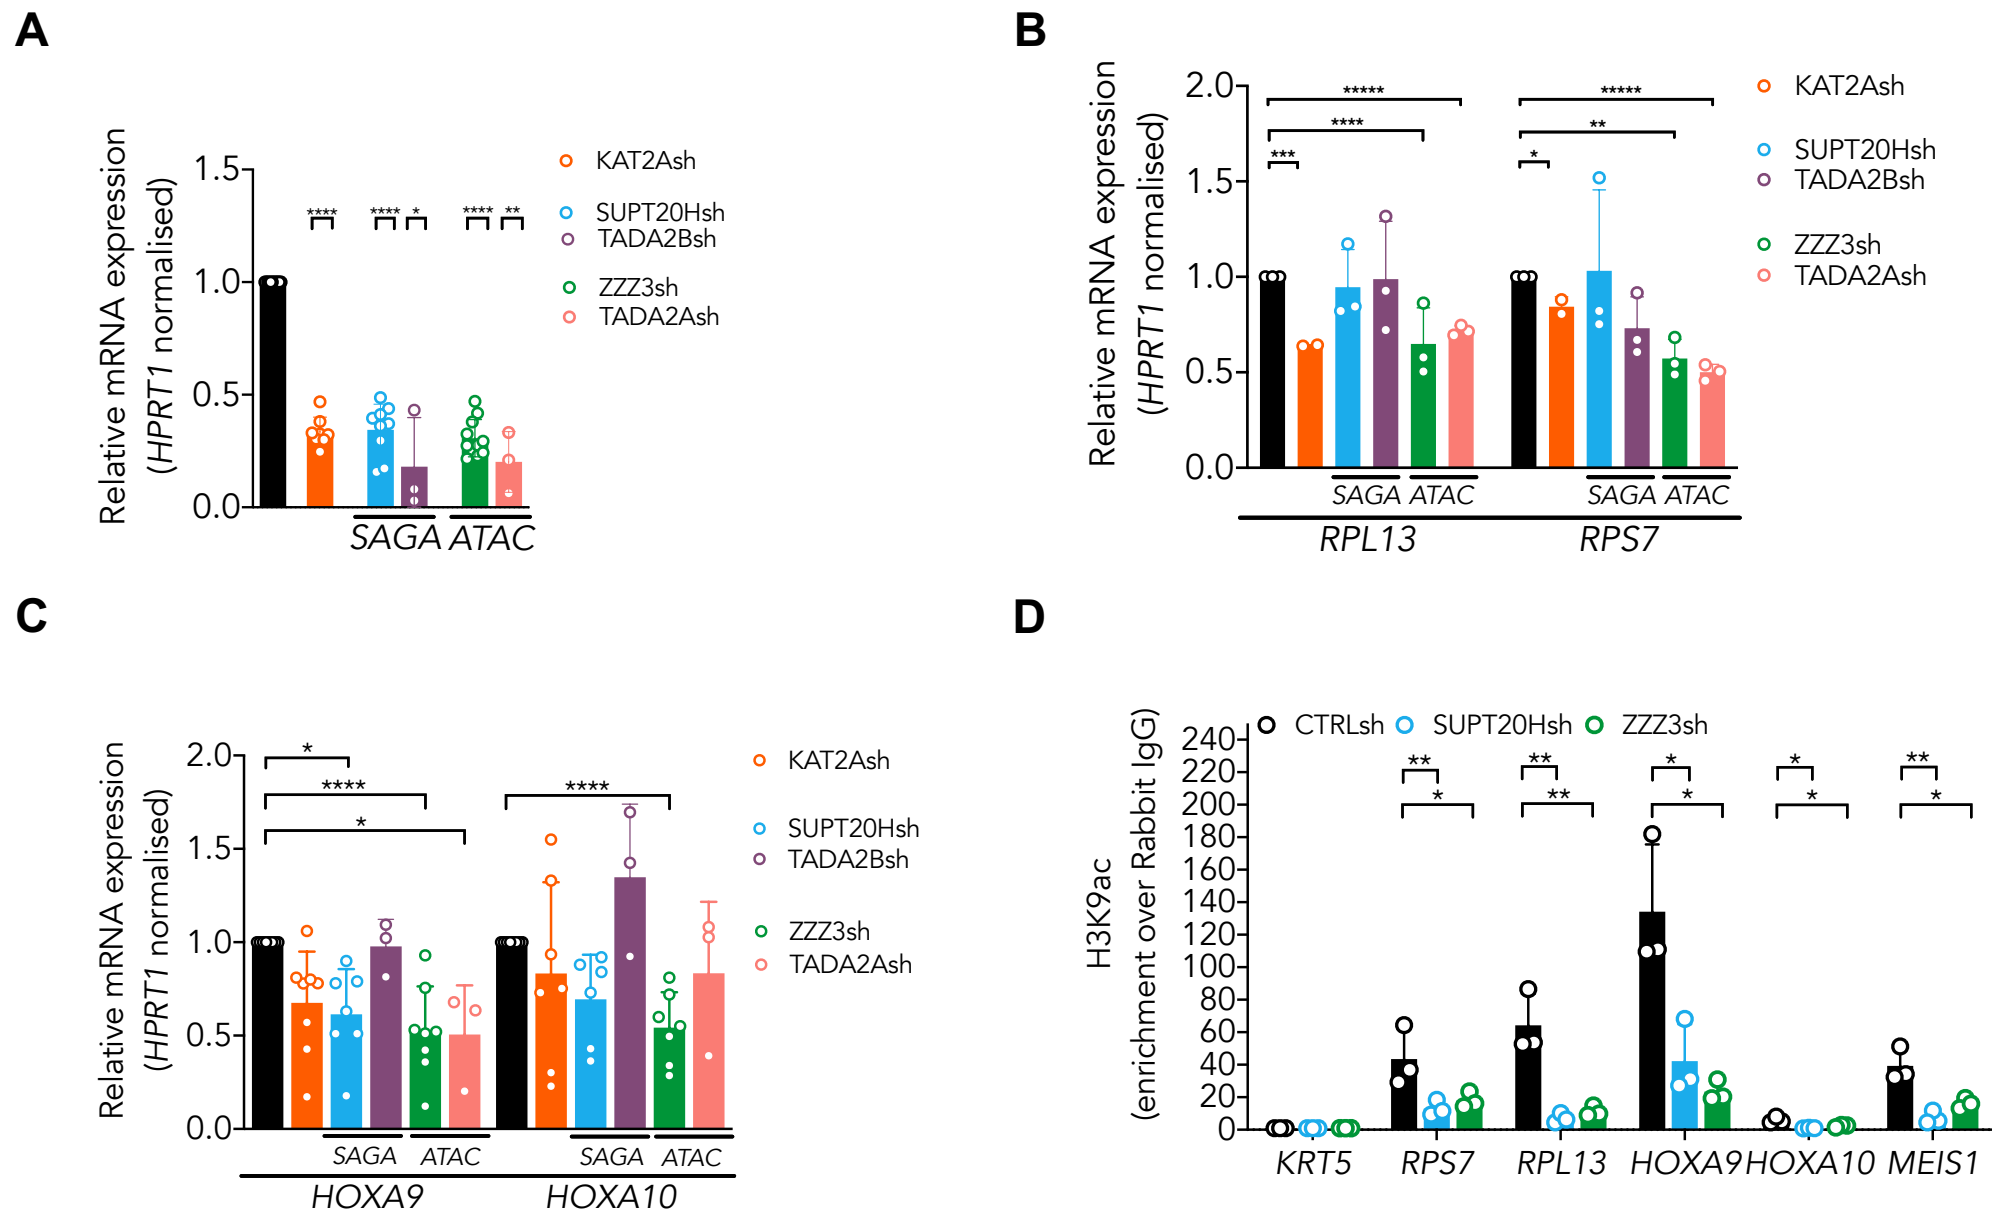 A
Relative mRNA expression
(HPRT1 normalised)
1.5
1.0
0.5
0.0
****
****
*
****
**
KAT2Ash
SUPT20Hsh
TADA2Bsh
ZZZ3sh
TADA2Ash
SAGA
ATAC
B
Relative mRNA expression
(HPRT1 normalised)
2.0
1.5
1.0
0.5
0.0
*****
****
***
*****
**
*
KAT2Ash
SUPT20Hsh
TADA2Bsh
ZZZ3sh
TADA2Ash
SAGA
ATAC
SAGA
ATAC
RPL13
RPS7
C
Relative mRNA expression
(HPRT1 normalised)
2.0
1.5
1.0
0.5
0.0
*
****
*
****
KAT2Ash
SUPT20Hsh
TADA2Bsh
ZZZ3sh
TADA2Ash
SAGA
ATAC
SAGA
ATAC
HOXA9
HOXA10
D
H3K9ac
(enrichment over Rabbit IgG)
240
220
200
180
160
140
120
100
80
60
40
20
0
CTRLsh
SUPT20Hsh
ZZZ3sh
**
*
**
**
*
*
*
*
**
*
KRT5
RPS7
RPL13
HOXA9
HOXA10
MEIS1